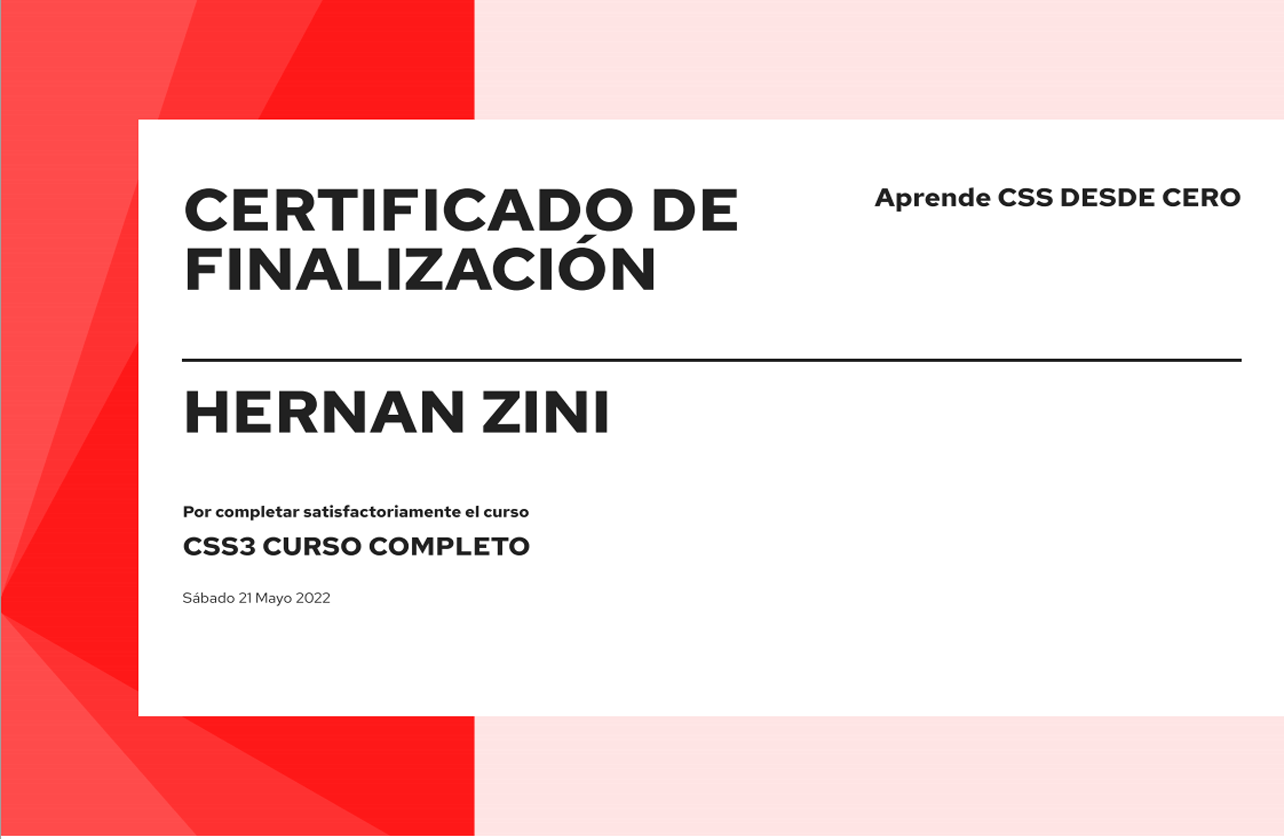 CERTIFICADO DE
FINALIZACIÓN
Aprende CSS DESDE CERO
HERNAN ZINI
Por completar satisfactoriamente el curso
CSS3 CURSO COMPLETO
Sábado 21 Mayo 2022